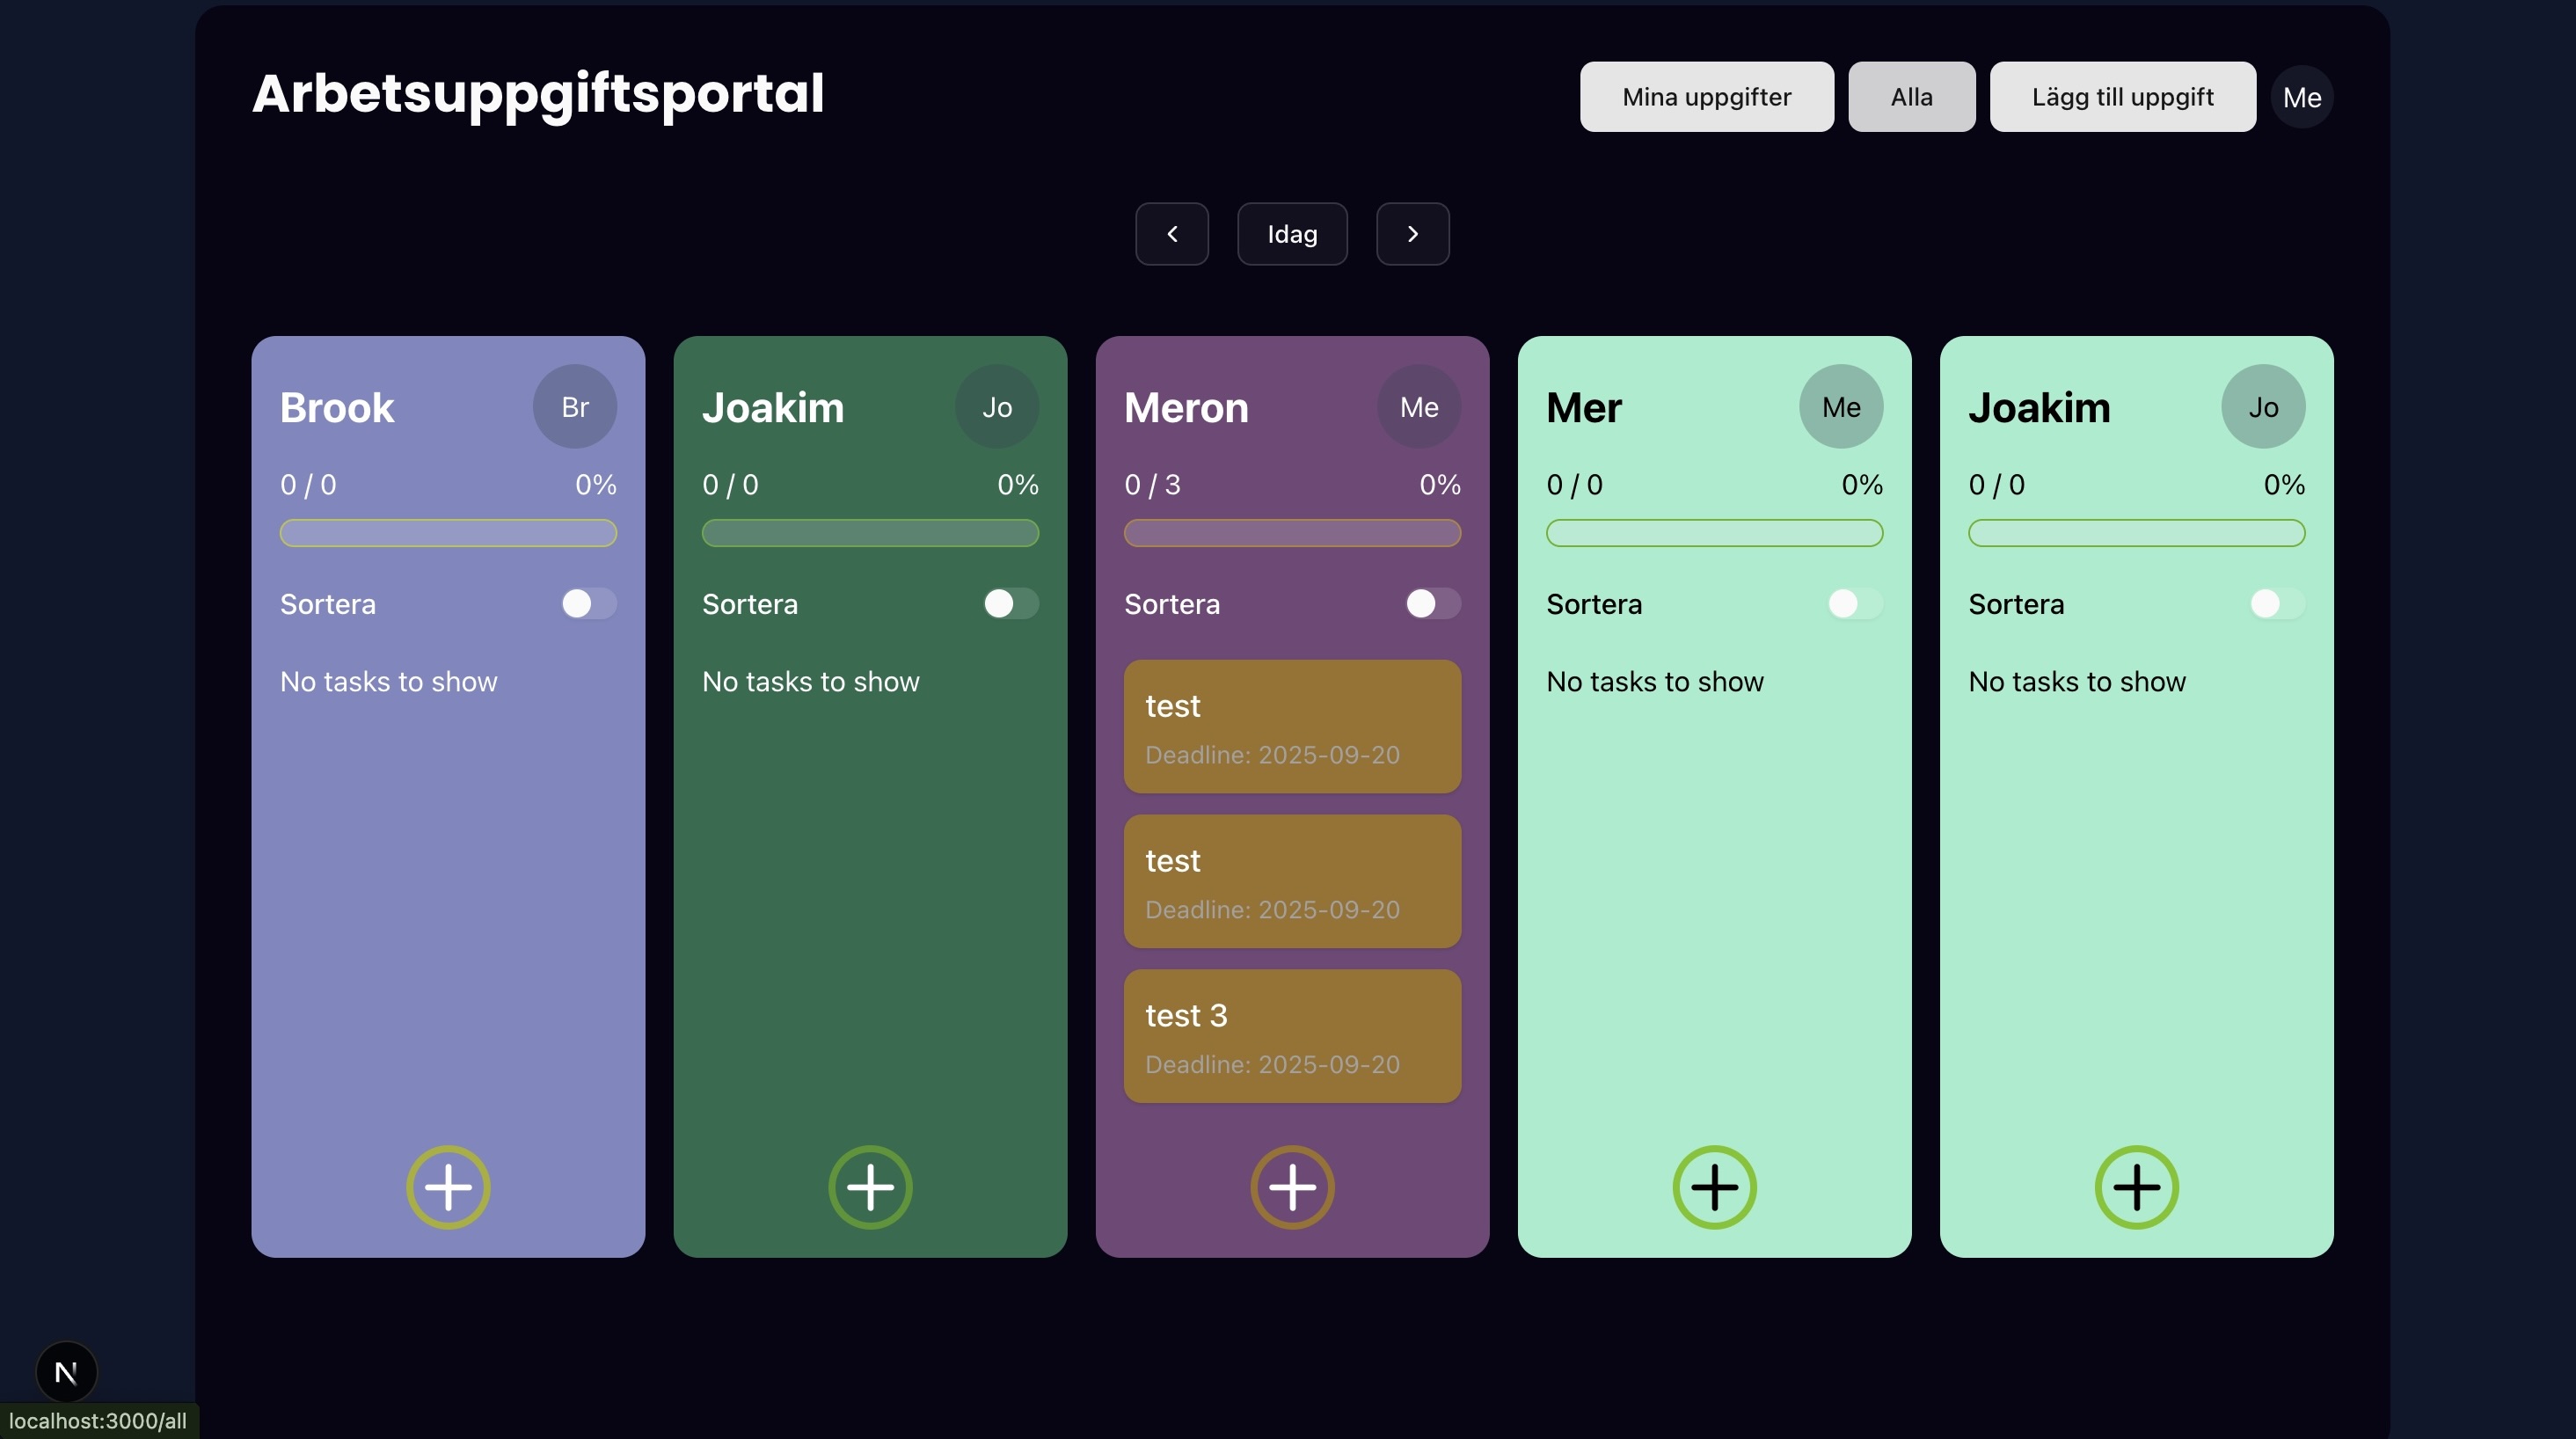 Arbetsuppgiftsportal
Mina uppgifter
Alla
Lägg till uppgift
Me
Idag
Brook
Br
0 / 0
0%
Sortera
No tasks to show
Joakim
Jo
0 / 0
0%
Sortera
No tasks to show
Meron
Me
0 / 3
0%
Sortera
test
Deadline: 2025-09-20
test
Deadline: 2025-09-20
test 3
Deadline: 2025-09-20
Mer
Me
0 / 0
0%
Sortera
No tasks to show
Joakim
Jo
0 / 0
0%
Sortera
No tasks to show
N
localhost:3000/all